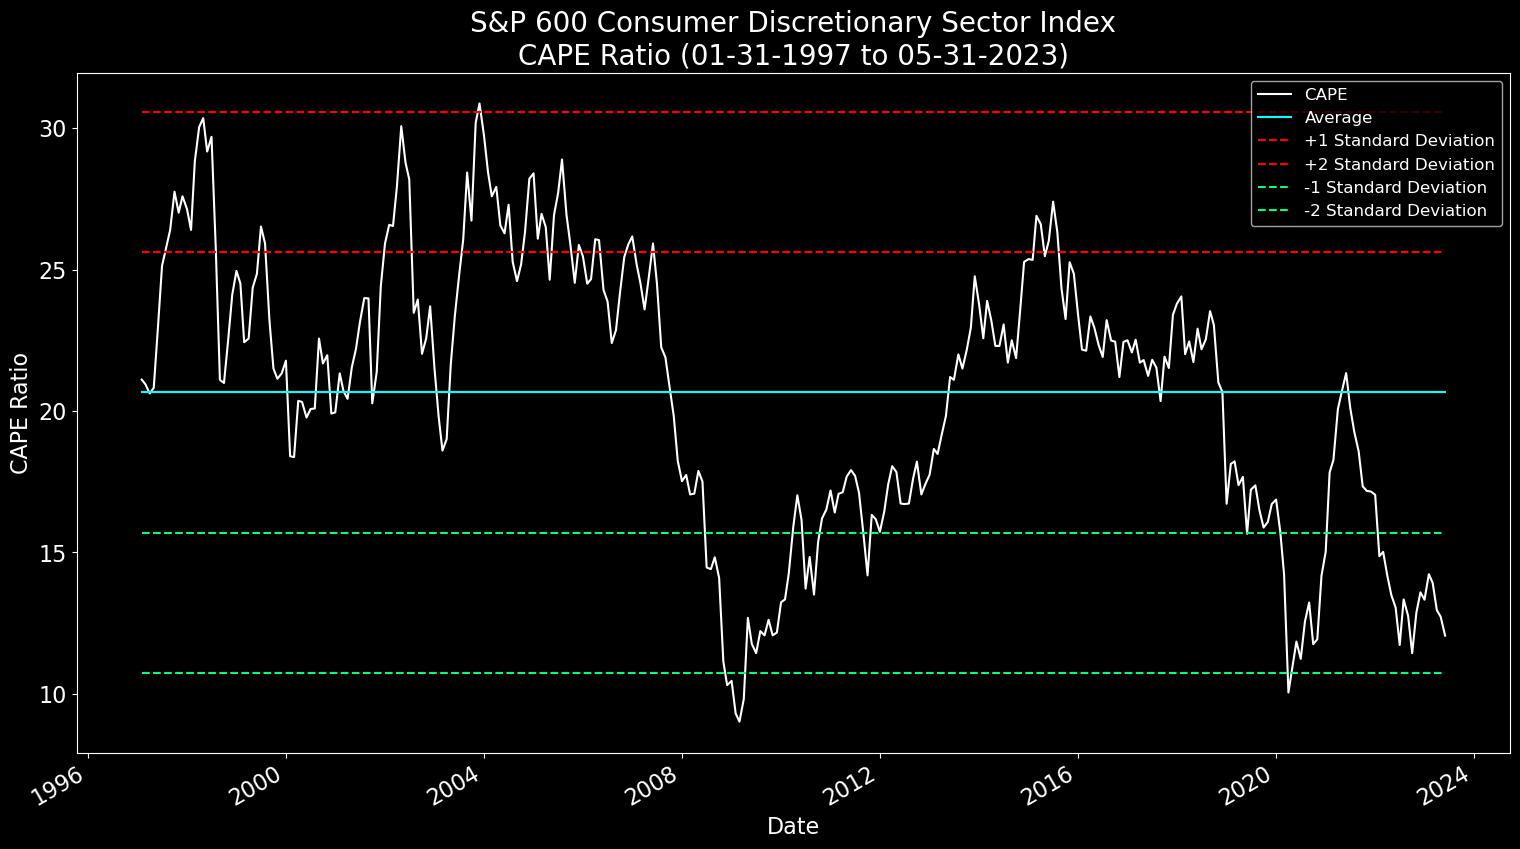 S&P 600 Consumer Discretionary Sector Index
CAPE Ratio (01-31-1997 to 05-31-2023)
CAPE
Average
+1 Standard Deviation
+2 Standard Deviation
-1 Standard Deviation
-2 Standard Deviation
CAPE Ratio
30
25
20
15
10
1996
2000
2004
2008
2012
2016
2020
2024
Date